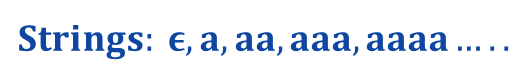 Strings: ϵ, a, aa, aaa, aaaa ... . .